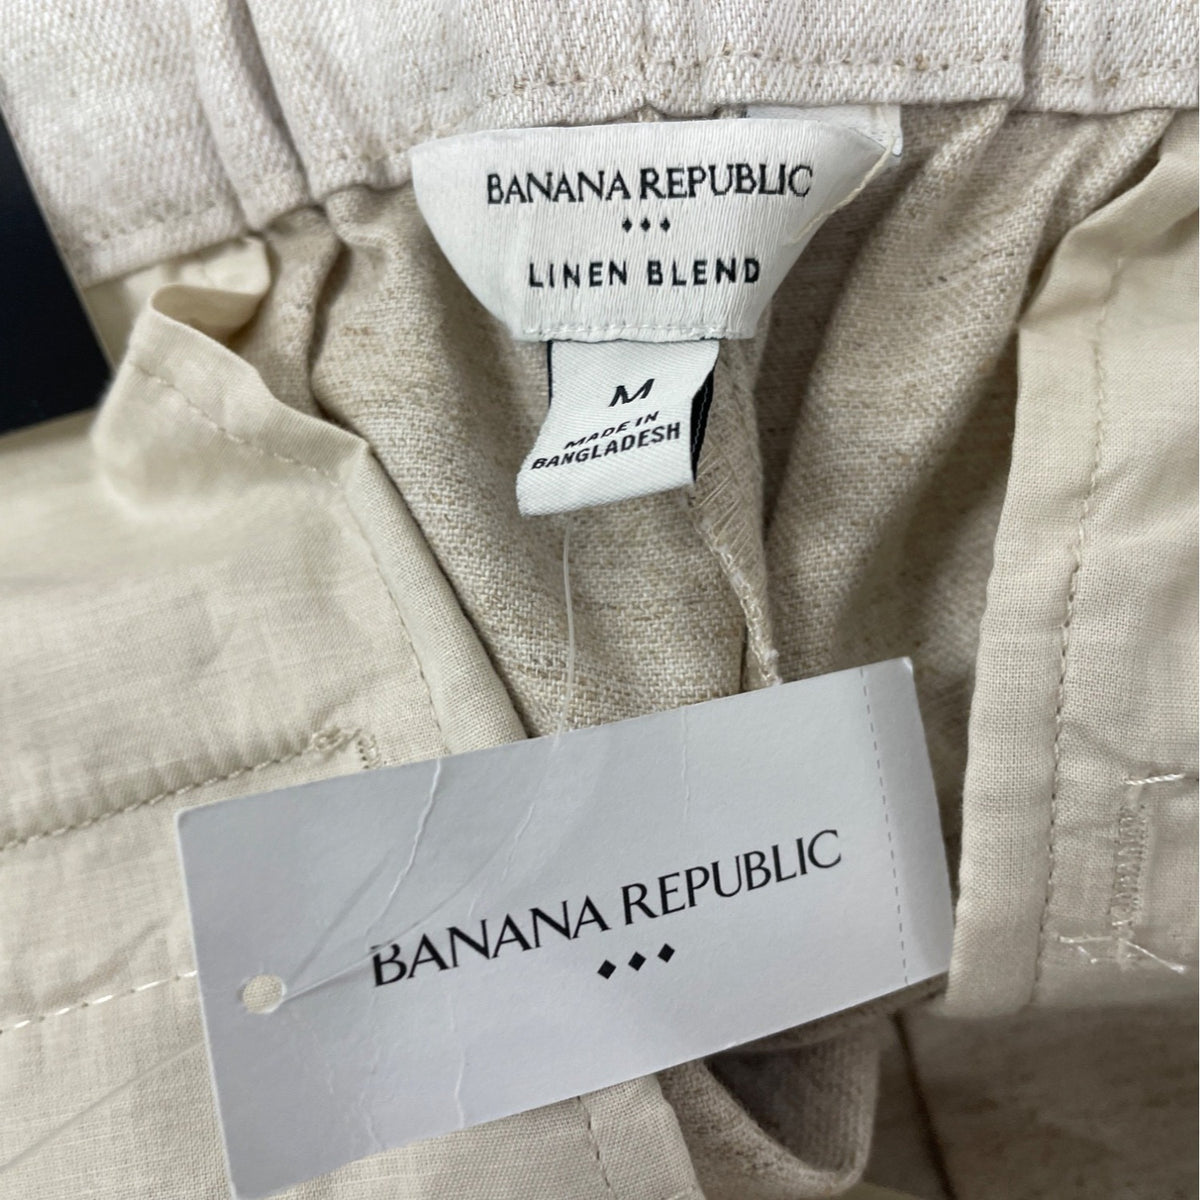 BANANA REPUBLIC
LINEN BLEND
M
MADE IN
BANGLADESH
BANANA REPUBLIC